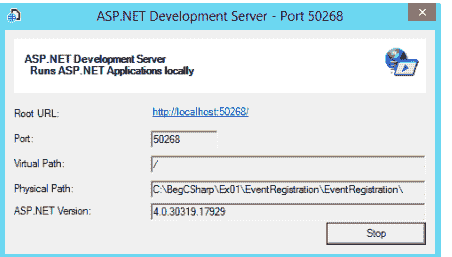 ASP.NET Development Server - Port 50268
ASP.NET Development Server
Runs ASP.NET Applications locally
Root URL: http://localhost:50268/
Port: 50268
Virtual Path: /
Physical Path: C:\BegCSharp\Ex01\EventRegistration\EventRegistration\
ASP.NET Version: 4.0.30319.17929
Stop